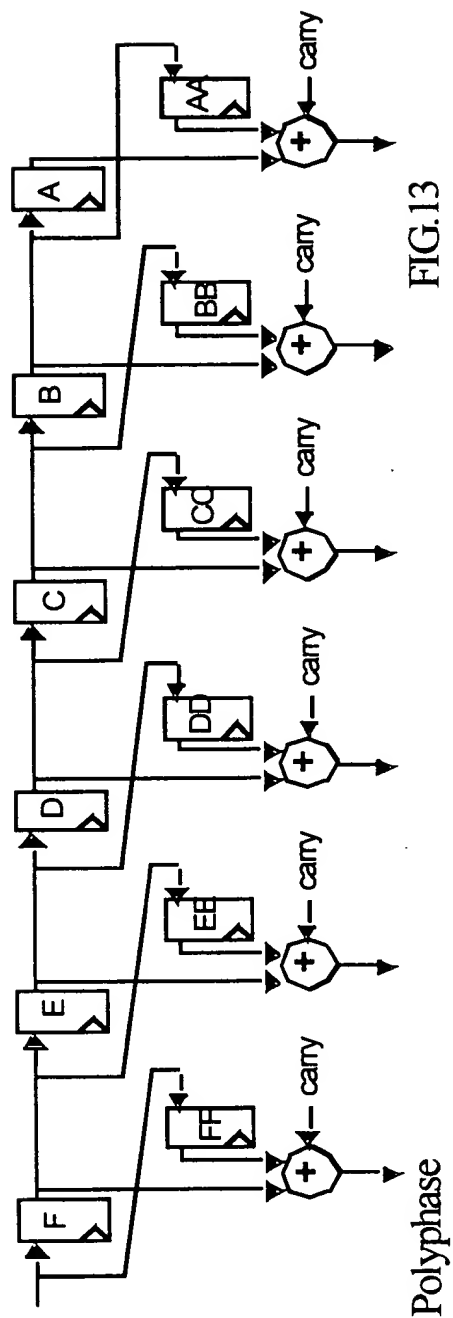 A
AA
carry
+
B
BB
carry
+
C
CC
carry
+
D
DD
carry
+
E
EE
carry
+
F
FF
carry
+
Polyphase
FIG.13